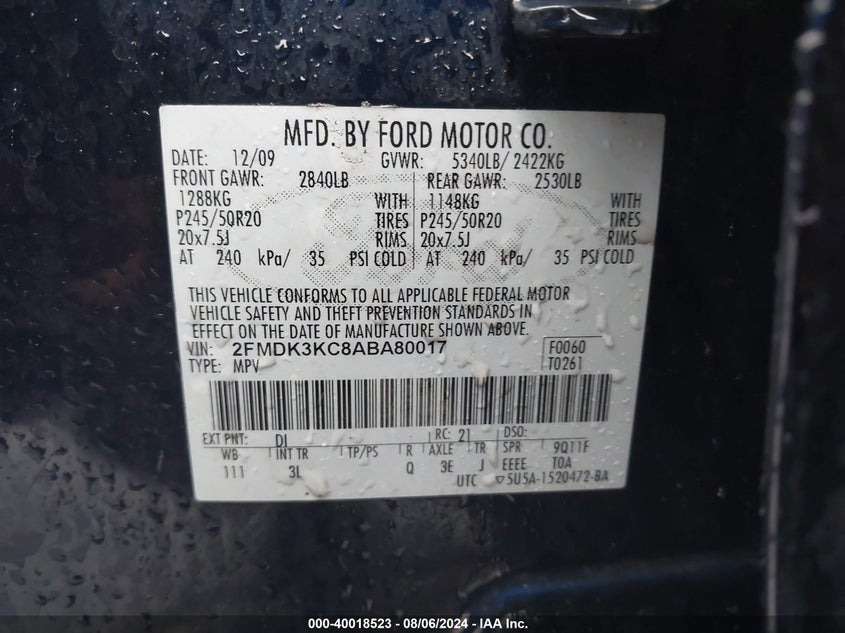 MFD. BY FORD MOTOR CO.
DATE: 12/09 GVWR: 5340LB/ 2422KG
FRONT GAWR: 2840LB REAR GAWR: 2530LB
1288KG WITH 1148KG WITH
P245/50R20 TIRES P245/50R20 TIRES
20x7.5J RIMS 20x7.5J RIMS
AT 240 kPa/ 35 PSI COLD AT 240 kPa/ 35 PSI COLD
THIS VEHICLE CONFORMS TO ALL APPLICABLE FEDERAL MOTOR
VEHICLE SAFETY AND THEFT PREVENTION STANDARDS IN
EFFECT ON THE DATE OF MANUFACTURE SHOWN ABOVE.
VIN: 2FMDK3KC8ABA80017 F0060
TYPE: MPV T0261
EXT PNT: DI RC: 21 DSO:
WB INT TR TP/PS R AXLE TR SPR 9Q11F
111 3L Q 3E J EEEE TOA
UTC ▽5U5A-1520472-BA
000-40018523 - 08/06/2024 - IAA Inc.